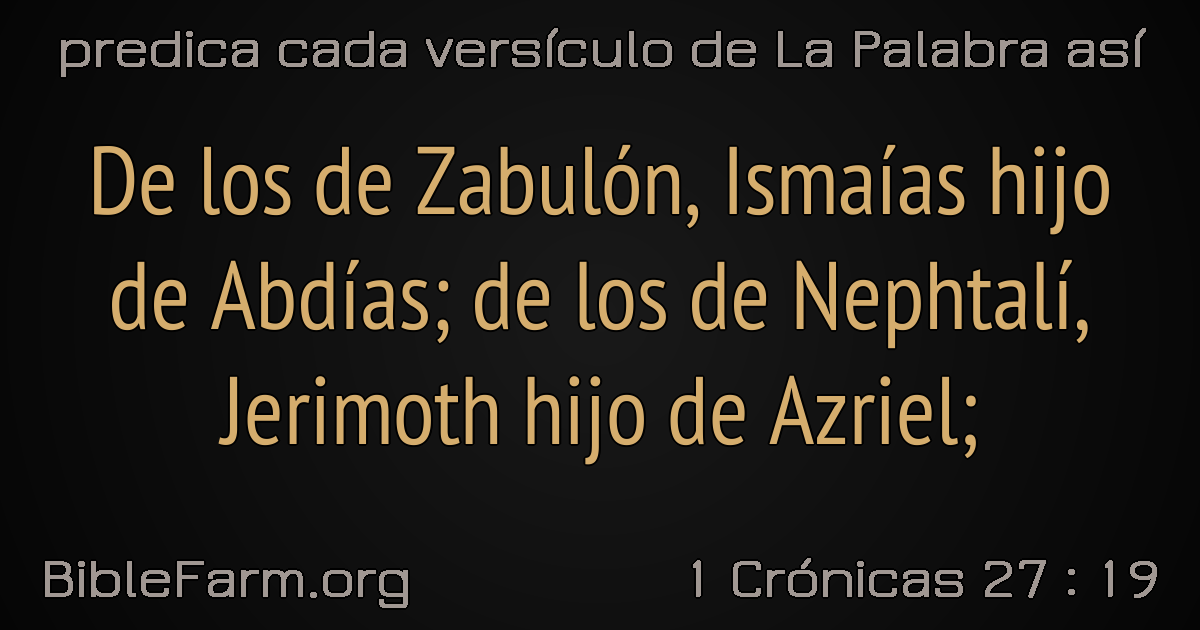 predica cada versículo de La Palabra así
De los de Zabulón, Ismaías hijo
de Abdías; de los de Nephtalí,
Jerimoth hijo de Azriel;
BibleFarm.org
1 Crónicas 27 : 19